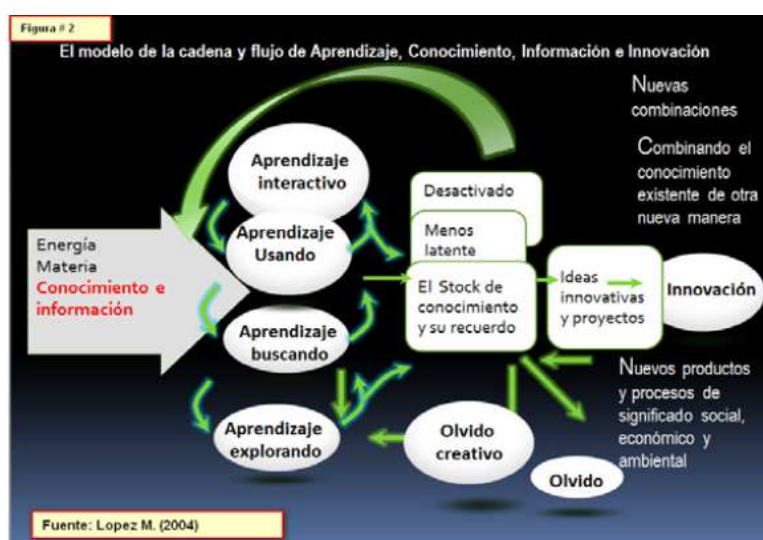 Figura # 2
El modelo de la cadena y flujo de Aprendizaje, Conocimiento, Información e Innovación
Nuevas
combinaciones
Combinando el
conocimiento
existente de otra
nueva manera
Energía
Materia
Conocimiento e
información
Aprendizaje
interactivo
Aprendizaje
Usando
Aprendizaje
buscando
Aprendizaje
explorando
Desactivado
Menos
latente
El Stock de
conocimiento
y su recuerdo
Ideas
innovativas
y proyectos
Innovación
Olvido
creativo
Olvido
Nuevos productos
y procesos de
significado social,
económico y
ambiental
Fuente: Lopez M. (2004)